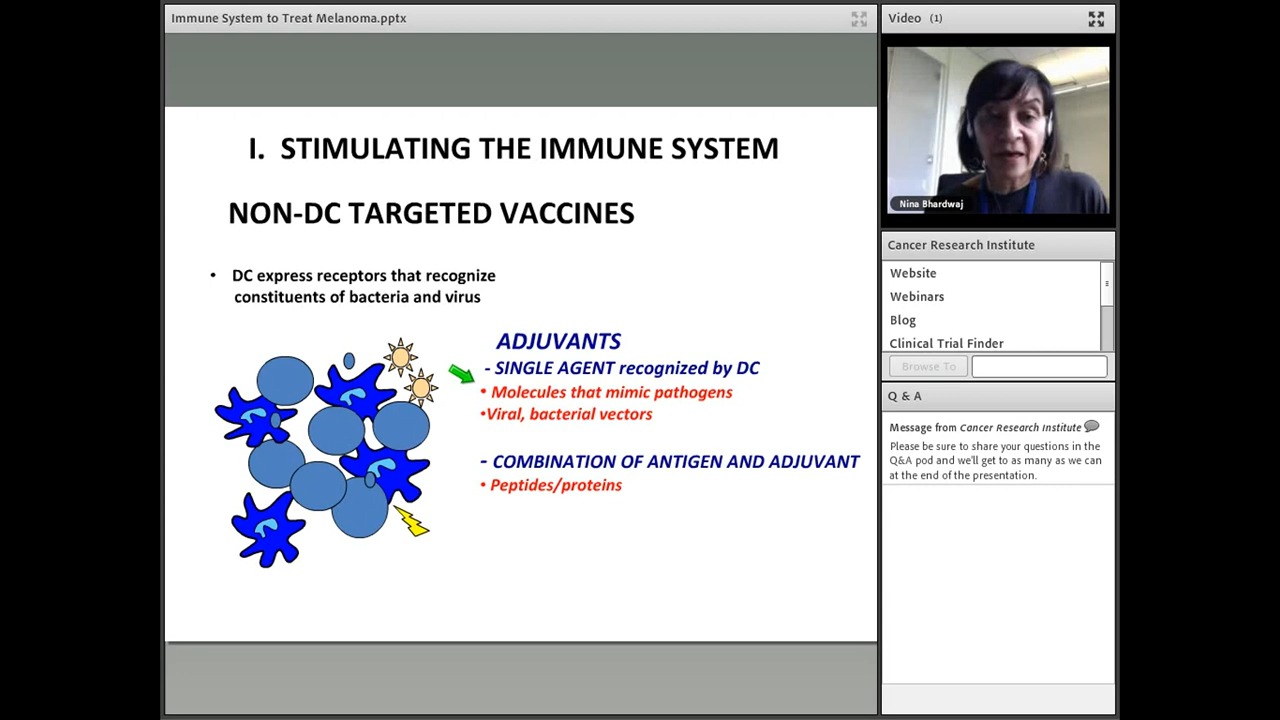 Immune System to Treat Melanoma.pptx
I. STIMULATING THE IMMUNE SYSTEM
NON-DC TARGETED VACCINES
• DC express receptors that recognize
constituents of bacteria and virus
ADJUVANTS
- SINGLE AGENT recognized by DC
• Molecules that mimic pathogens
•Viral, bacterial vectors
- COMBINATION OF ANTIGEN AND ADJUVANT
• Peptides/proteins
Video (1)
Nina Bhardwaj
Cancer Research Institute
Website
Webinars
Blog
Clinical Trial Finder
Browse To
Q & A
Message from Cancer Research Institute
Please be sure to share your questions in the
Q&A pod and we'll get to as many as we can
at the end of the presentation.